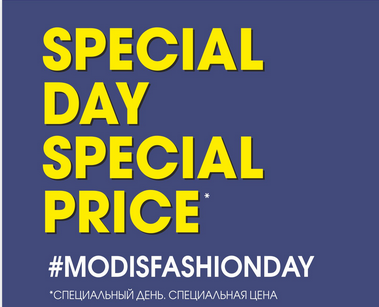 SPECIAL
DAY
SPECIAL
PRICE*
#MODISFASHIONDAY
*СПЕЦИАЛЬНЫЙ ДЕНЬ. СПЕЦИАЛЬНАЯ ЦЕНА